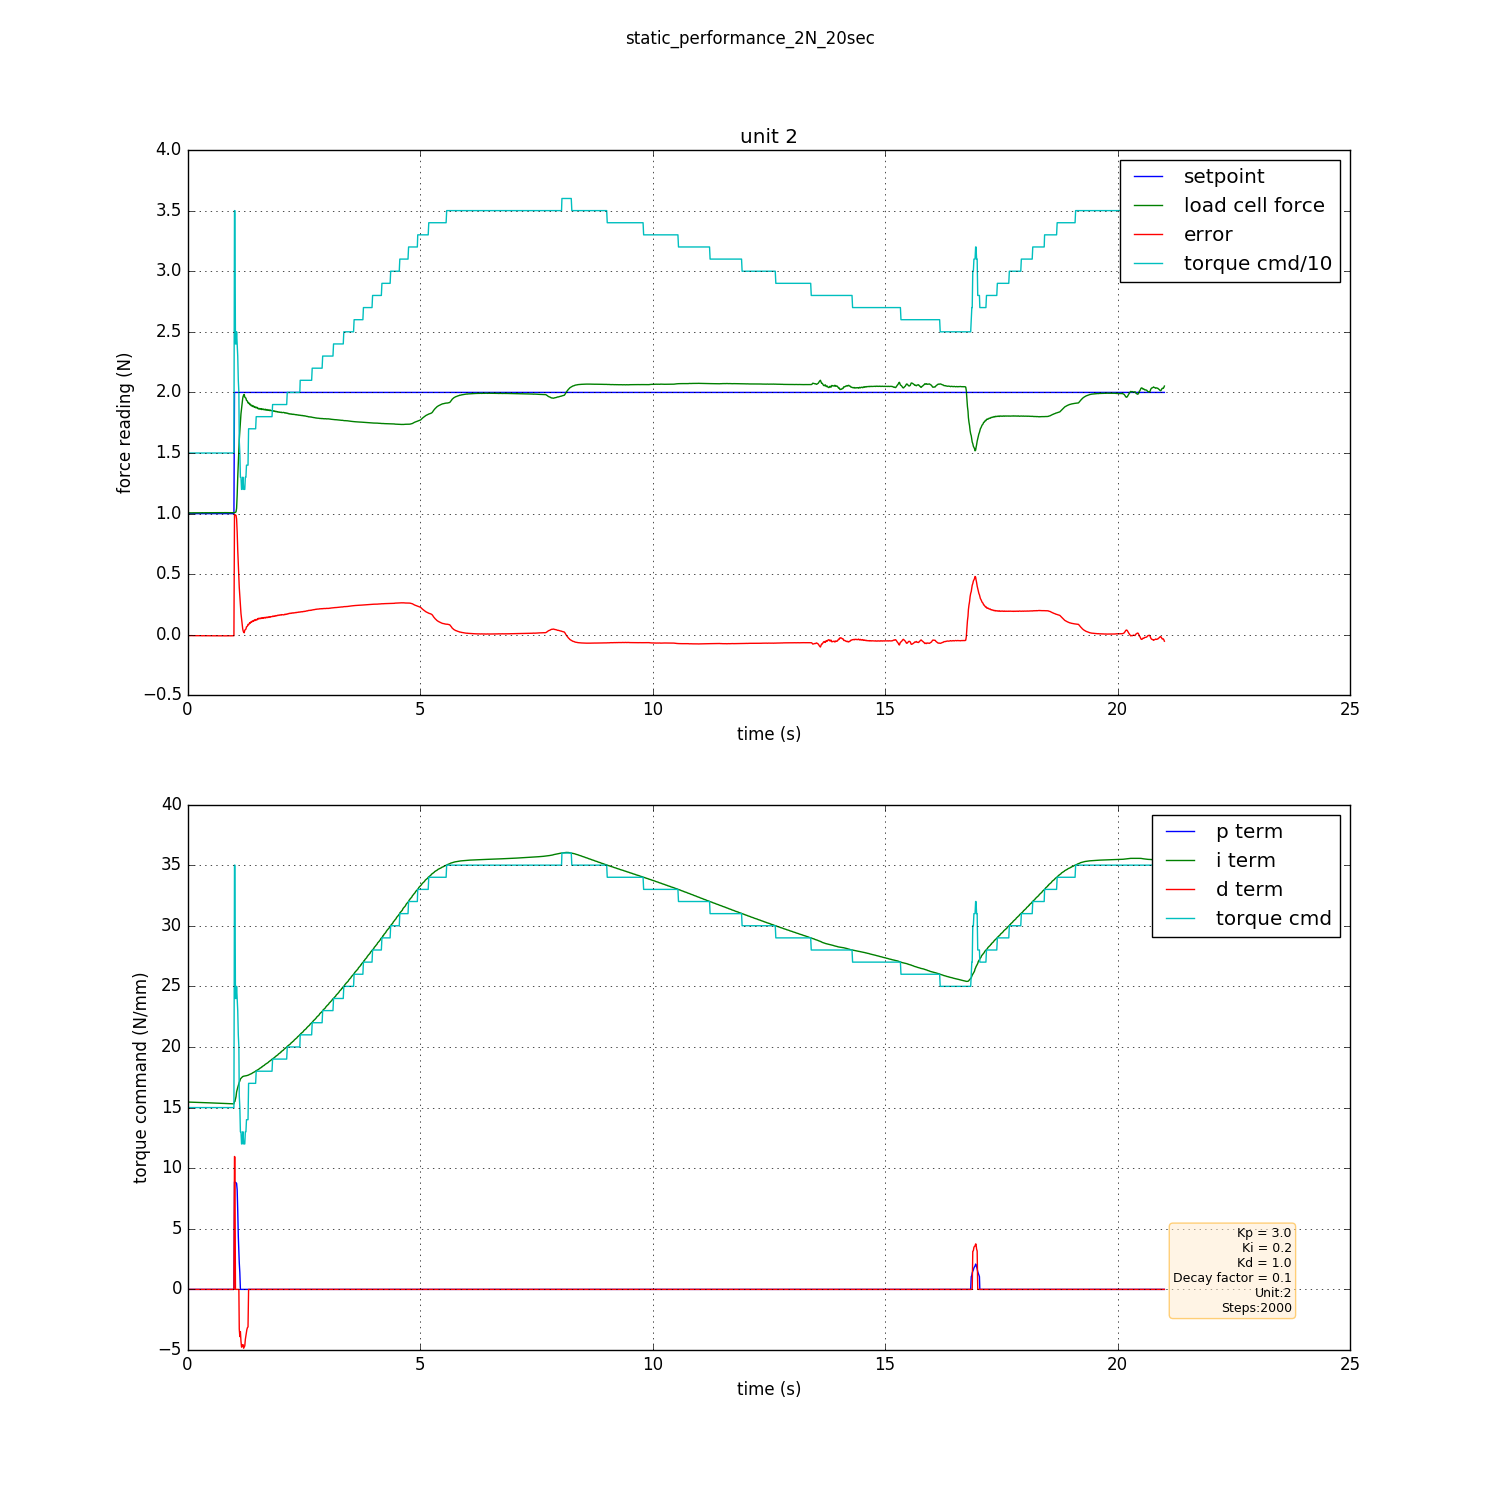 static_performance_2N_20sec
unit 2
4.0
3.5
3.0
2.5
2.0
1.5
1.0
0.5
0.0
−0.5
force reading (N)
setpoint
load cell force
error
torque cmd/10
0 5 10 15 20 25
time (s)
40
35
30
25
20
15
10
5
0
−5
torque command (N/mm)
p term
i term
d term
torque cmd
Kp = 3.0
Ki = 0.2
Kd = 1.0
Decay factor = 0.1
Unit:2
Steps:2000
0 5 10 15 20 25
time (s)